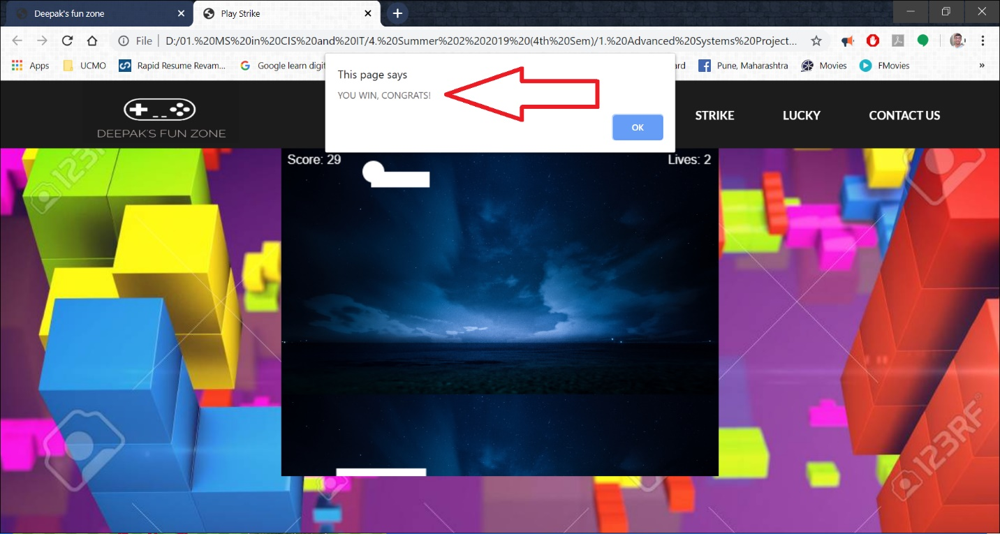 Deepak's fun zone
Play Strike
File
D:/01.%20MS%20in%20CIS%20and%20IT/4.%20Summer%202%202019%20(4th%20Sem)/1.%20Advanced%20Systems%20Project...
Apps
UCMO
Rapid Resume Revam...
Google learn digit
ard
Pune, Maharashtra
Movies
FMovies
»
This page says
YOU WIN, CONGRATS!
OK
DEEPAK'S FUN ZONE
STRIKE
LUCKY
CONTACT US
Score: 29
Lives: 2
123RF
123RF®